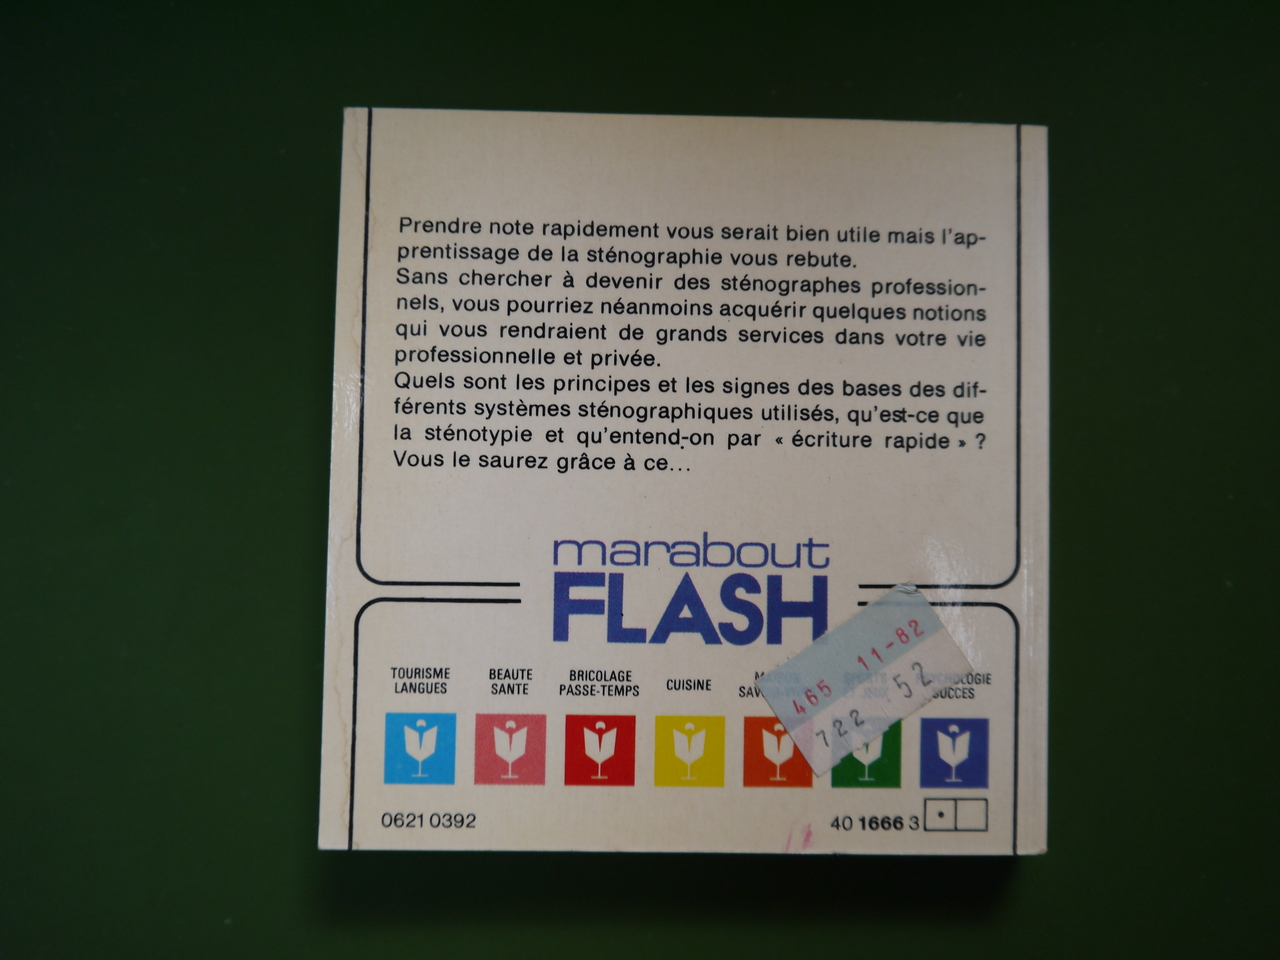 Prendre note rapidement vous serait bien utile mais l'ap-
prentissage de la sténographie vous rebute.
Sans chercher à devenir des sténographes profession-
nels, vous pourriez néanmoins acquérir quelques notions
qui vous rendraient de grands services dans votre vie
professionnelle et privée.
Quels sont les principes et les signes des bases des dif-
férents systèmes sténographiques utilisés, qu'est-ce que
la sténotypie et qu'entend-on par « écriture rapide » ?
Vous le saurez grâce à ce...
marabout
FLASH
465 11-82
722 52
TOURISME
LANGUES
BEAUTE
SANTE
BRICOLAGE
PASSE-TEMPS
CUISINE
SUCCES
0621 0392
40 1666 3